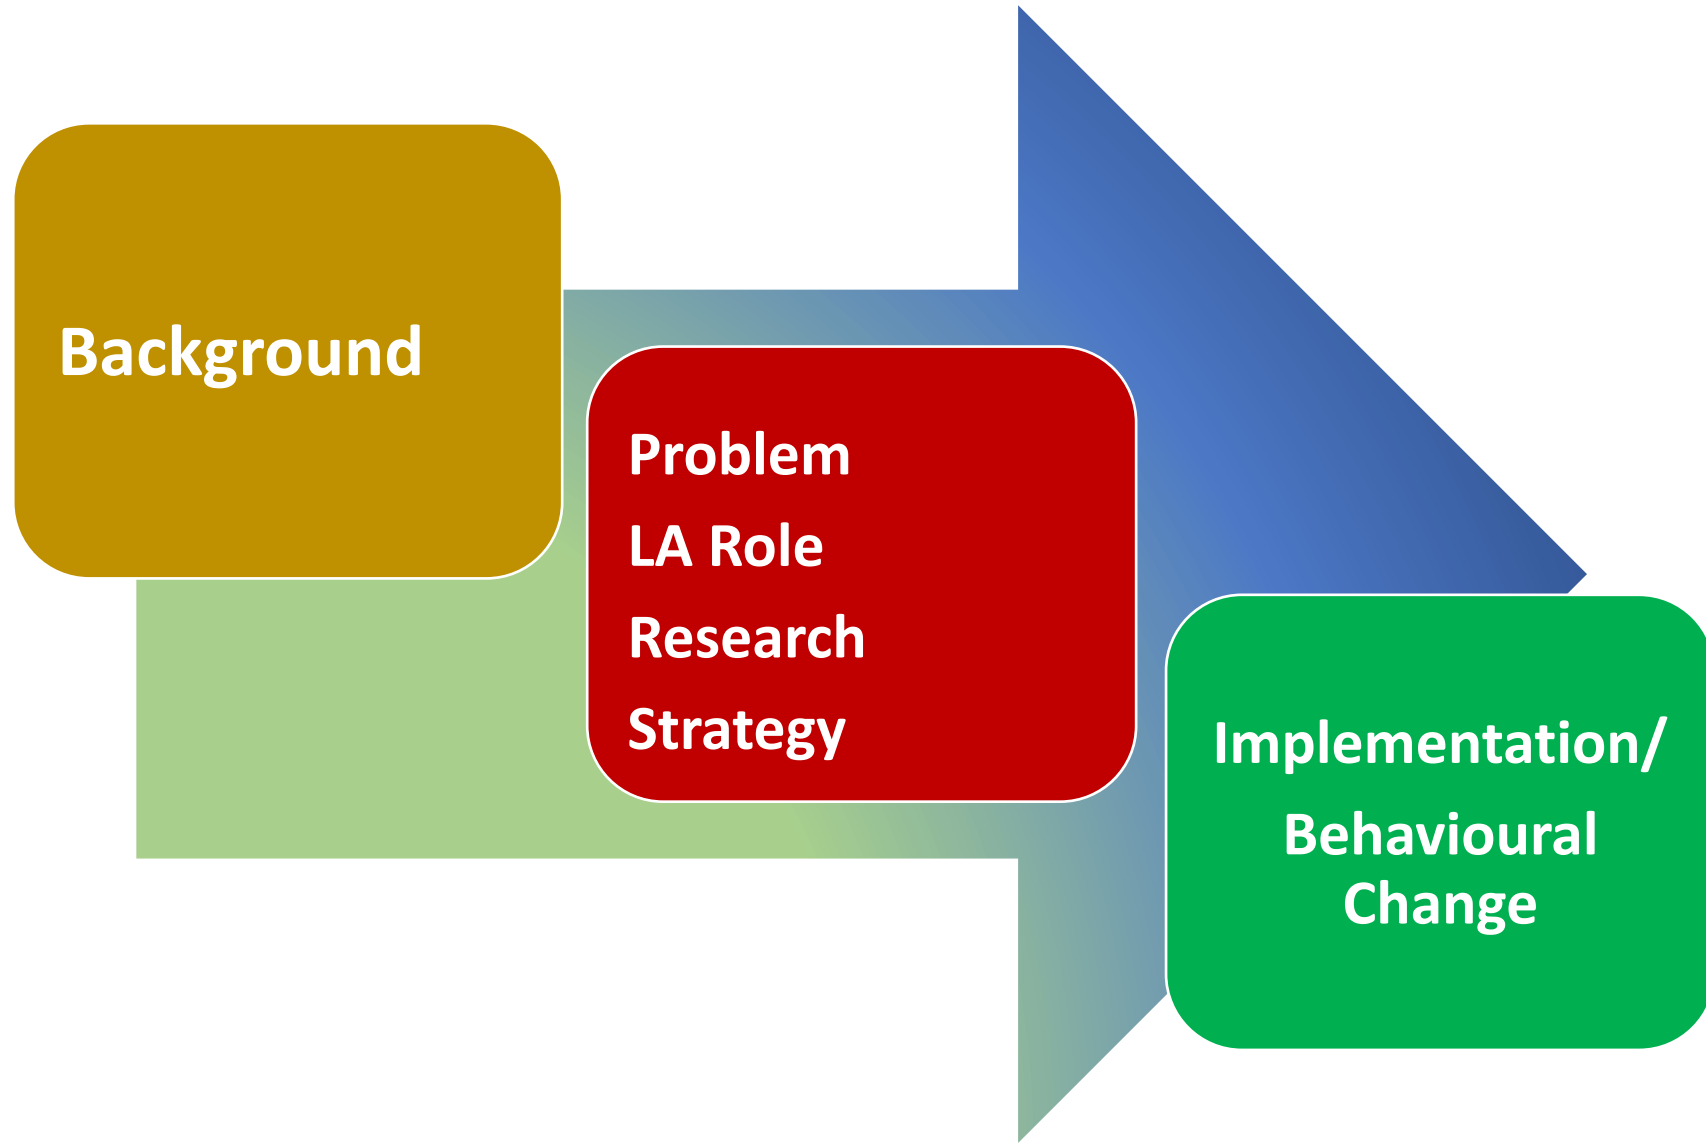 Background
Problem
LA Role
Research
Strategy
Implementation/
Behavioural
Change